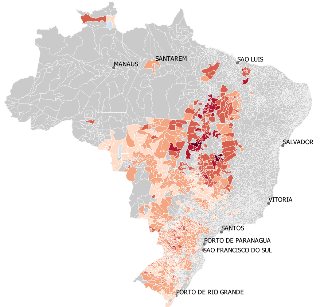 MANAUS
SANTAREM
SAO LUIS
SALVADOR
VITORIA
SANTOS
PORTO DE PARANAGUA
SAO FRANCISCO DO SUL
PORTO DE RIO GRANDE